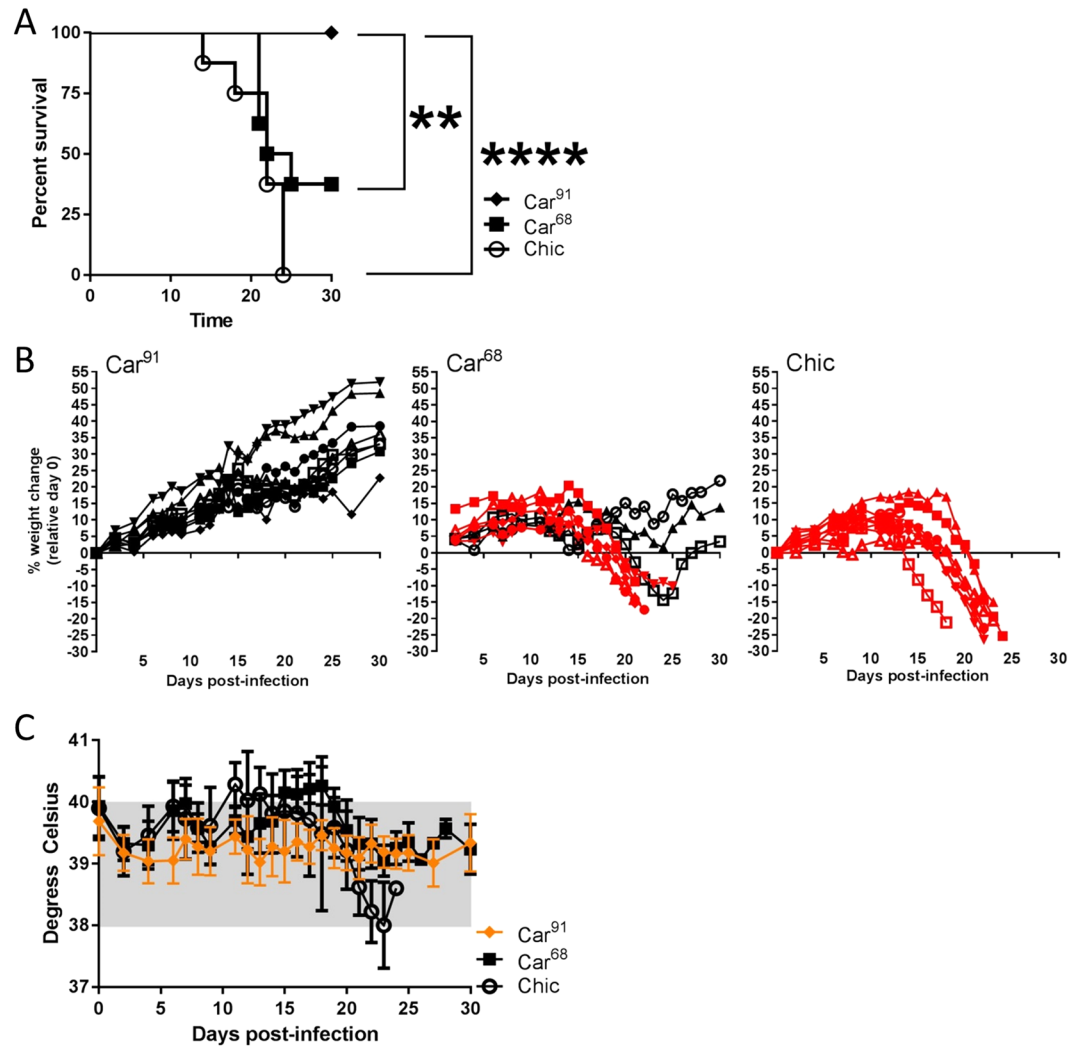 A
100
75
50
25
0
Percent survival
0 10 20 30
Time
**
****
Car91
Car68
Chic
B
Car91
55
50
45
40
35
30
25
20
15
10
5
0
-5
-10
-15
-20
-25
-30
% weight change
(relative day 0)
5 10 15 20 25 30
Days post-infection
Car68
55
50
45
40
35
30
25
20
15
10
5
0
-5
-10
-15
-20
-25
-30
5 10 15 20 25 30
Days post-infection
Chic
55
50
45
40
35
30
25
20
15
10
5
0
-5
-10
-15
-20
-25
-30
5 10 15 20 25 30
Days post-infection
C
41
40
39
38
37
Degress Celsius
0 5 10 15 20 25 30
Days post-infection
Car91
Car68
Chic